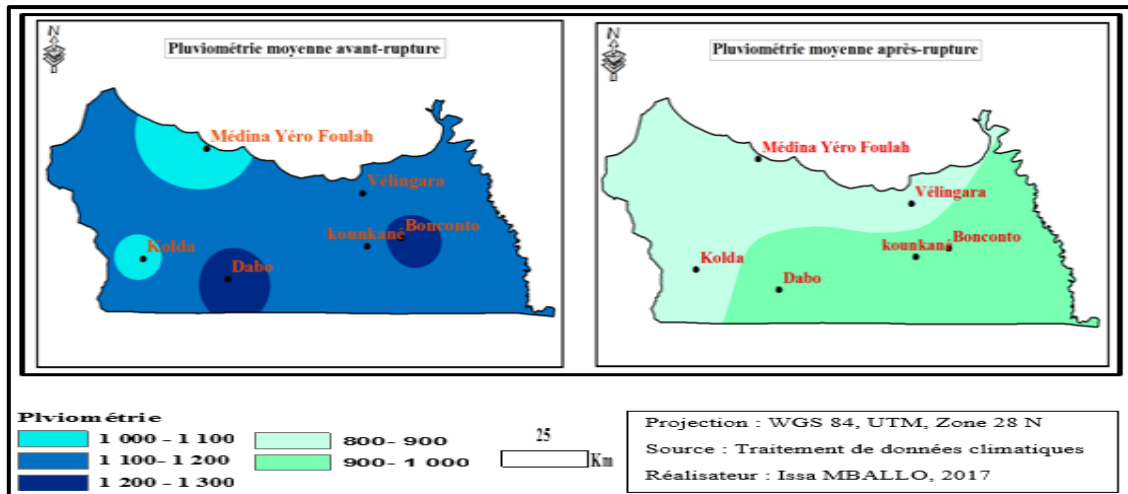 N
Pluviométrie moyenne avant-rupture
Médina Yéro Foulah
Vélingara
Bonconto
kounkané
Kolda
Dabo
N
Pluviométrie moyenne après-rupture
Médina Yéro Foulah
Vélingara
Bonconto
kounkané
Kolda
Dabo
Plviométrie
1 000 - 1 100
1 100- 1 200
1 200 - 1 300
800- 900
900- 1 000
25
Km
Projection : WGS 84, UTM, Zone 28 N
Source : Traitement de données climatiques
Réalisateur : Issa MBALLO, 2017